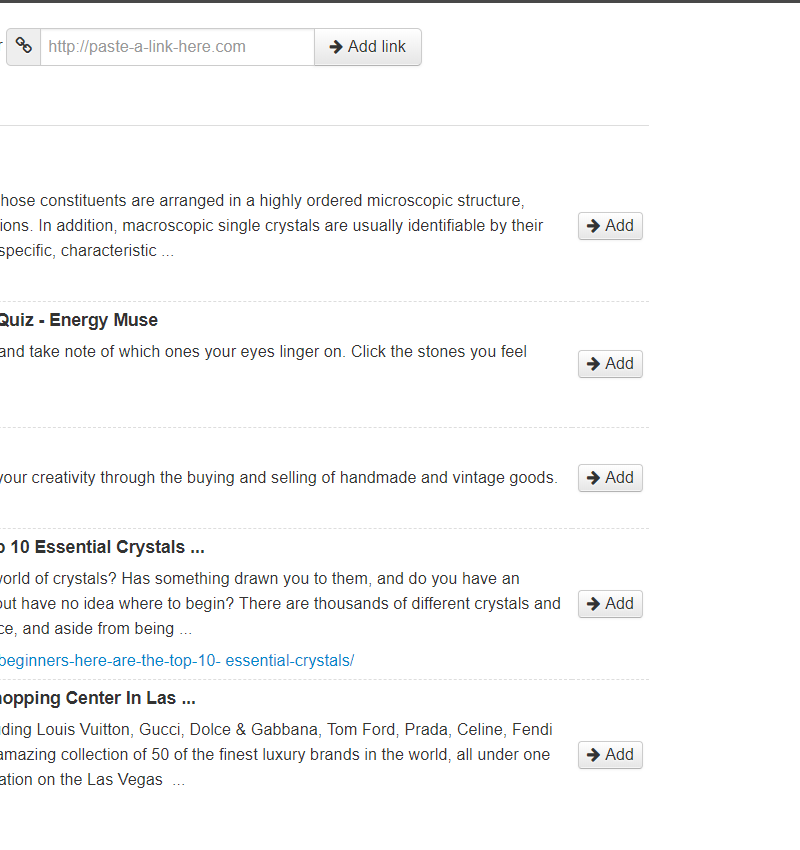 http://paste-a-link-here.com Add link
hose constituents are arranged in a highly ordered microscopic structure,
ions. In addition, macroscopic single crystals are usually identifiable by their
Add
specific, characteristic ...
Quiz - Energy Muse
and take note of which ones your eyes linger on. Click the stones you feel
Add
your creativity through the buying and selling of handmade and vintage goods.
Add
p 10 Essential Crystals ...
world of crystals? Has something drawn you to them, and do you have an
out have no idea where to begin? There are thousands of different crystals and
Add
ce, and aside from being ...
beginners-here-are-the-top-10- essential-crystals/
hopping Center In Las ...
ding Louis Vuitton, Gucci, Dolce & Gabbana, Tom Ford, Prada, Celine, Fendi
amazing collection of 50 of the finest luxury brands in the world, all under one
Add
ation on the Las Vegas ...